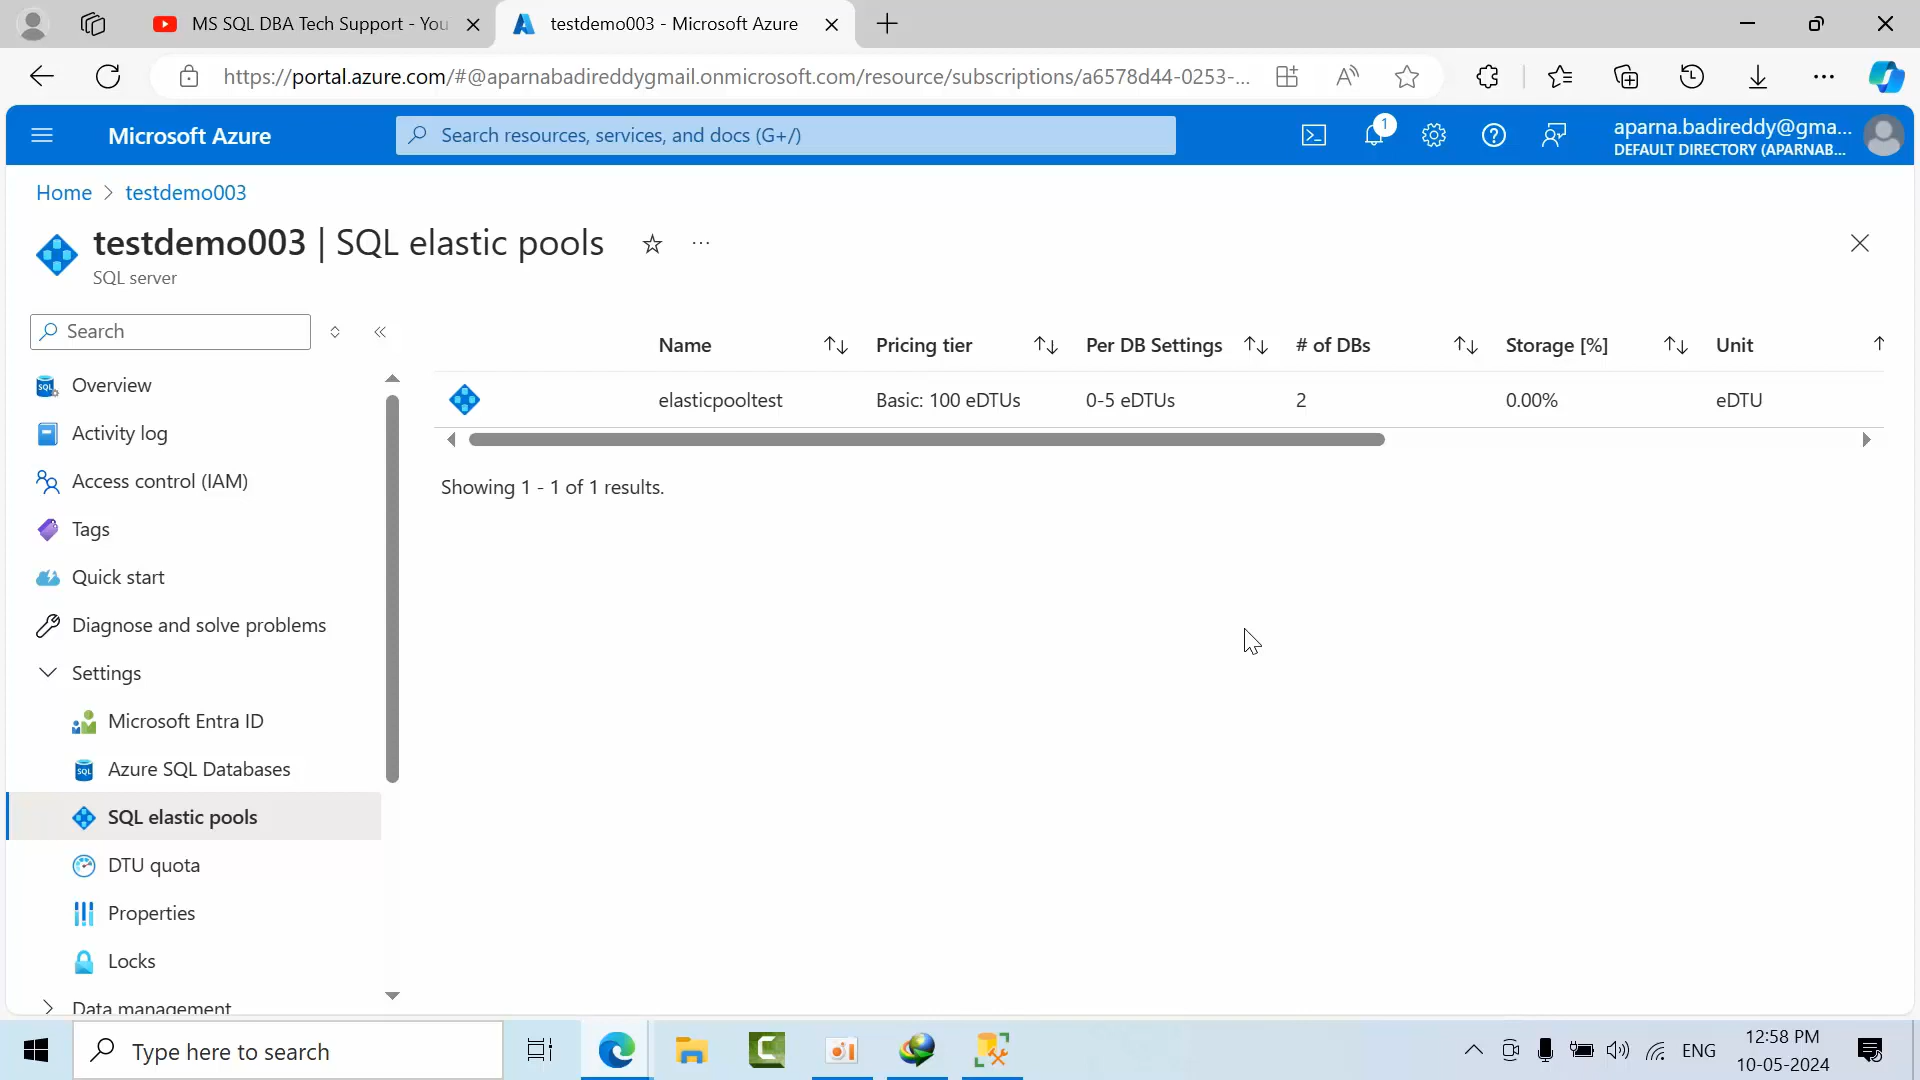 MS SQL DBA Tech Support - You
testdemo003 - Microsoft Azure
https://portal.azure.com/#@aparnabadireddygmail.onmicrosoft.com/resource/subscriptions/a6578d44-0253-...
Microsoft Azure
Search resources, services, and docs (G+/)
1
aparna.badireddy@gma...
DEFAULT DIRECTORY (APARNAB...
Home > testdemo003
testdemo003 | SQL elastic pools
SQL server
Search
Overview
Activity log
Access control (IAM)
Tags
Quick start
Diagnose and solve problems
Settings
Microsoft Entra ID
Azure SQL Databases
SQL elastic pools
DTU quota
Properties
Locks
Data management
Name Pricing tier Per DB Settings # of DBs Storage [%] Unit
elasticpooltest Basic: 100 eDTUs 0-5 eDTUs 2 0.00% eDTU
Showing 1 - 1 of 1 results.
Type here to search
ENG
12:58 PM
10-05-2024